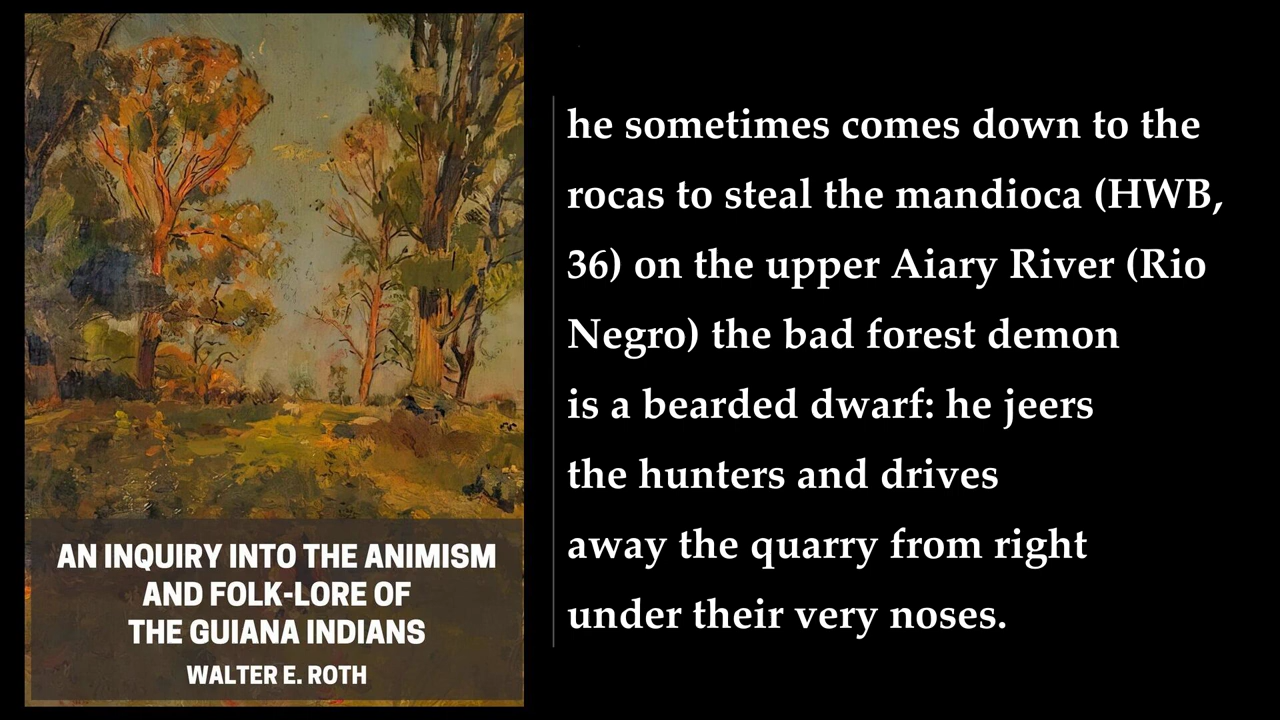 he sometimes comes down to the
rocas to steal the mandioca (HWB,
36) on the upper Aiary River (Rio
Negro) the bad forest demon
is a bearded dwarf: he jeers
the hunters and drives
away the quarry from right
under their very noses.
AN INQUIRY INTO THE ANIMISM
AND FOLK-LORE OF
THE GUIANA INDIANS
WALTER E. ROTH